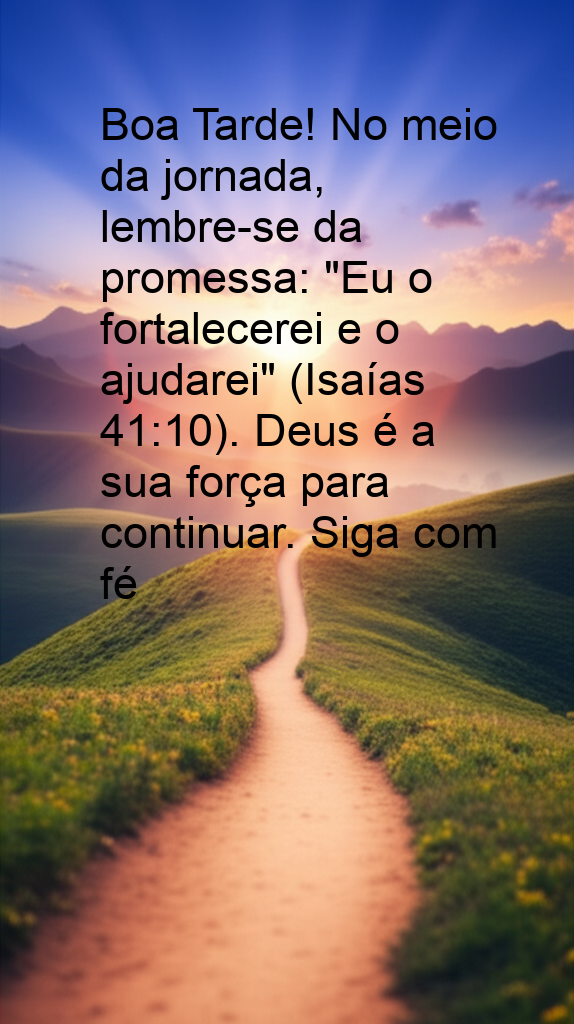 Boa Tarde! No meio
da jornada,
lembre-se da
promessa: "Eu o
fortalecerei e o
ajudarei" (Isaías
41:10). Deus é a
sua força para
continuar. Siga com
fé